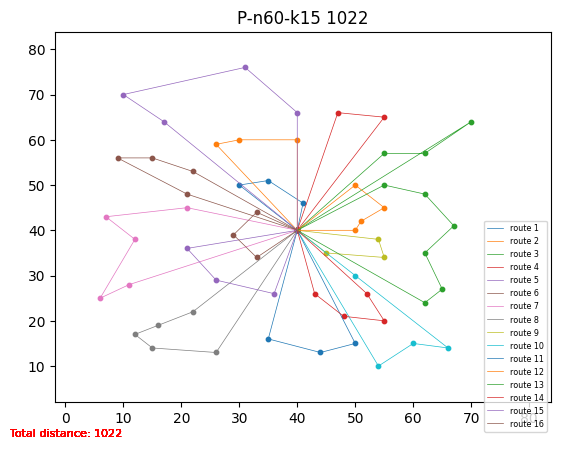 P-n60-k15 1022
80
70
60
50
40
30
20
10
0 10 20 30 40 50 60 70
route 1
route 2
route 3
route 4
route 5
route 6
route 7
route 8
route 9
route 10
route 11
route 12
route 13
route 14
route 15
route 16
Total distance: 1022